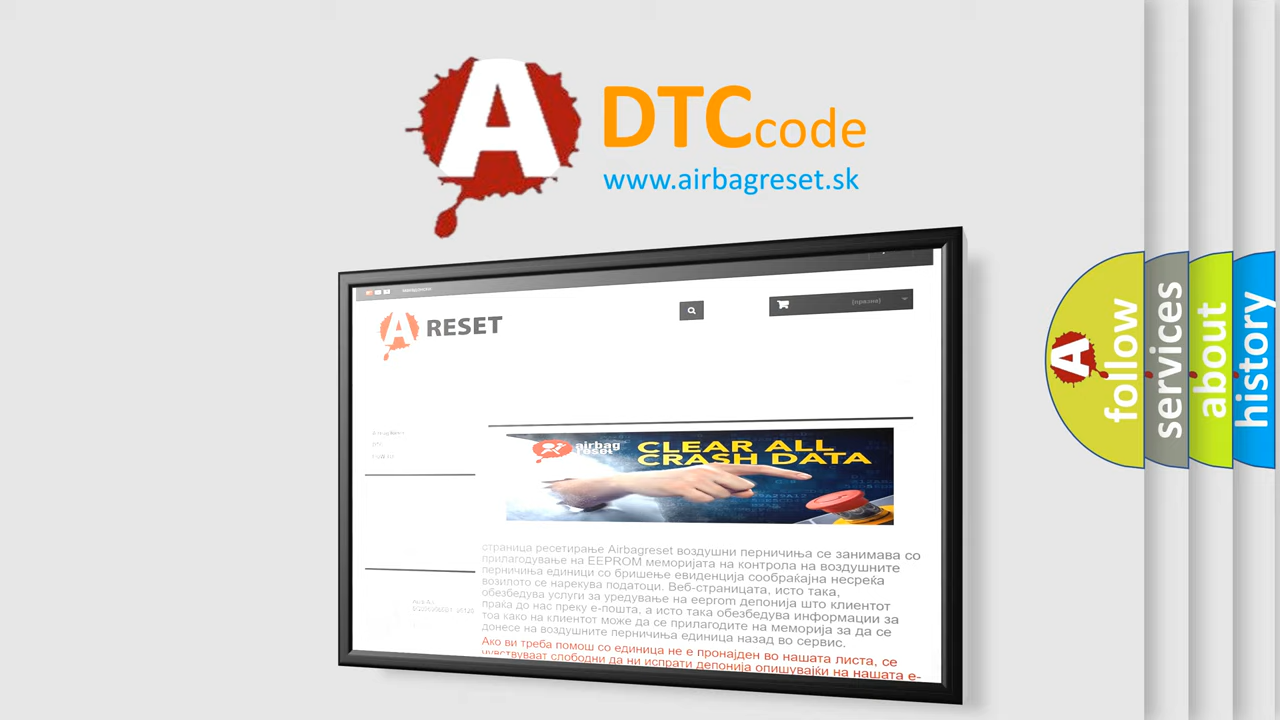 A
DTCcode
www.airbagreset.sk
A RESET
(празно)
airbag
reset
CLEAR ALL
CRASH DATA
страница ресетирање Airbagreset воздушни перничиња се занимава со
прилагодување на EEPROM меморијата на контрола на воздушните
перничиња единици со бришење евиденција сообраќајна несреќа
возилото се нарекува податоци. Веб-страницата, исто така,
обезбедува услуги за уредување на eeprom депонија што клиентот
праќа до нас преку е-пошта, а исто така обезбедува информации за
тоа како на клиентот може да се прилагодите на меморија за да се
донесе на воздушните перничиња единица назад во сервис.
Ако ви треба помош со единица не е пронајден во нашата листа, се
чувствуваат слободни да ни испрати депонија опишувајќи на нашата е-
A
follow
services
about
history